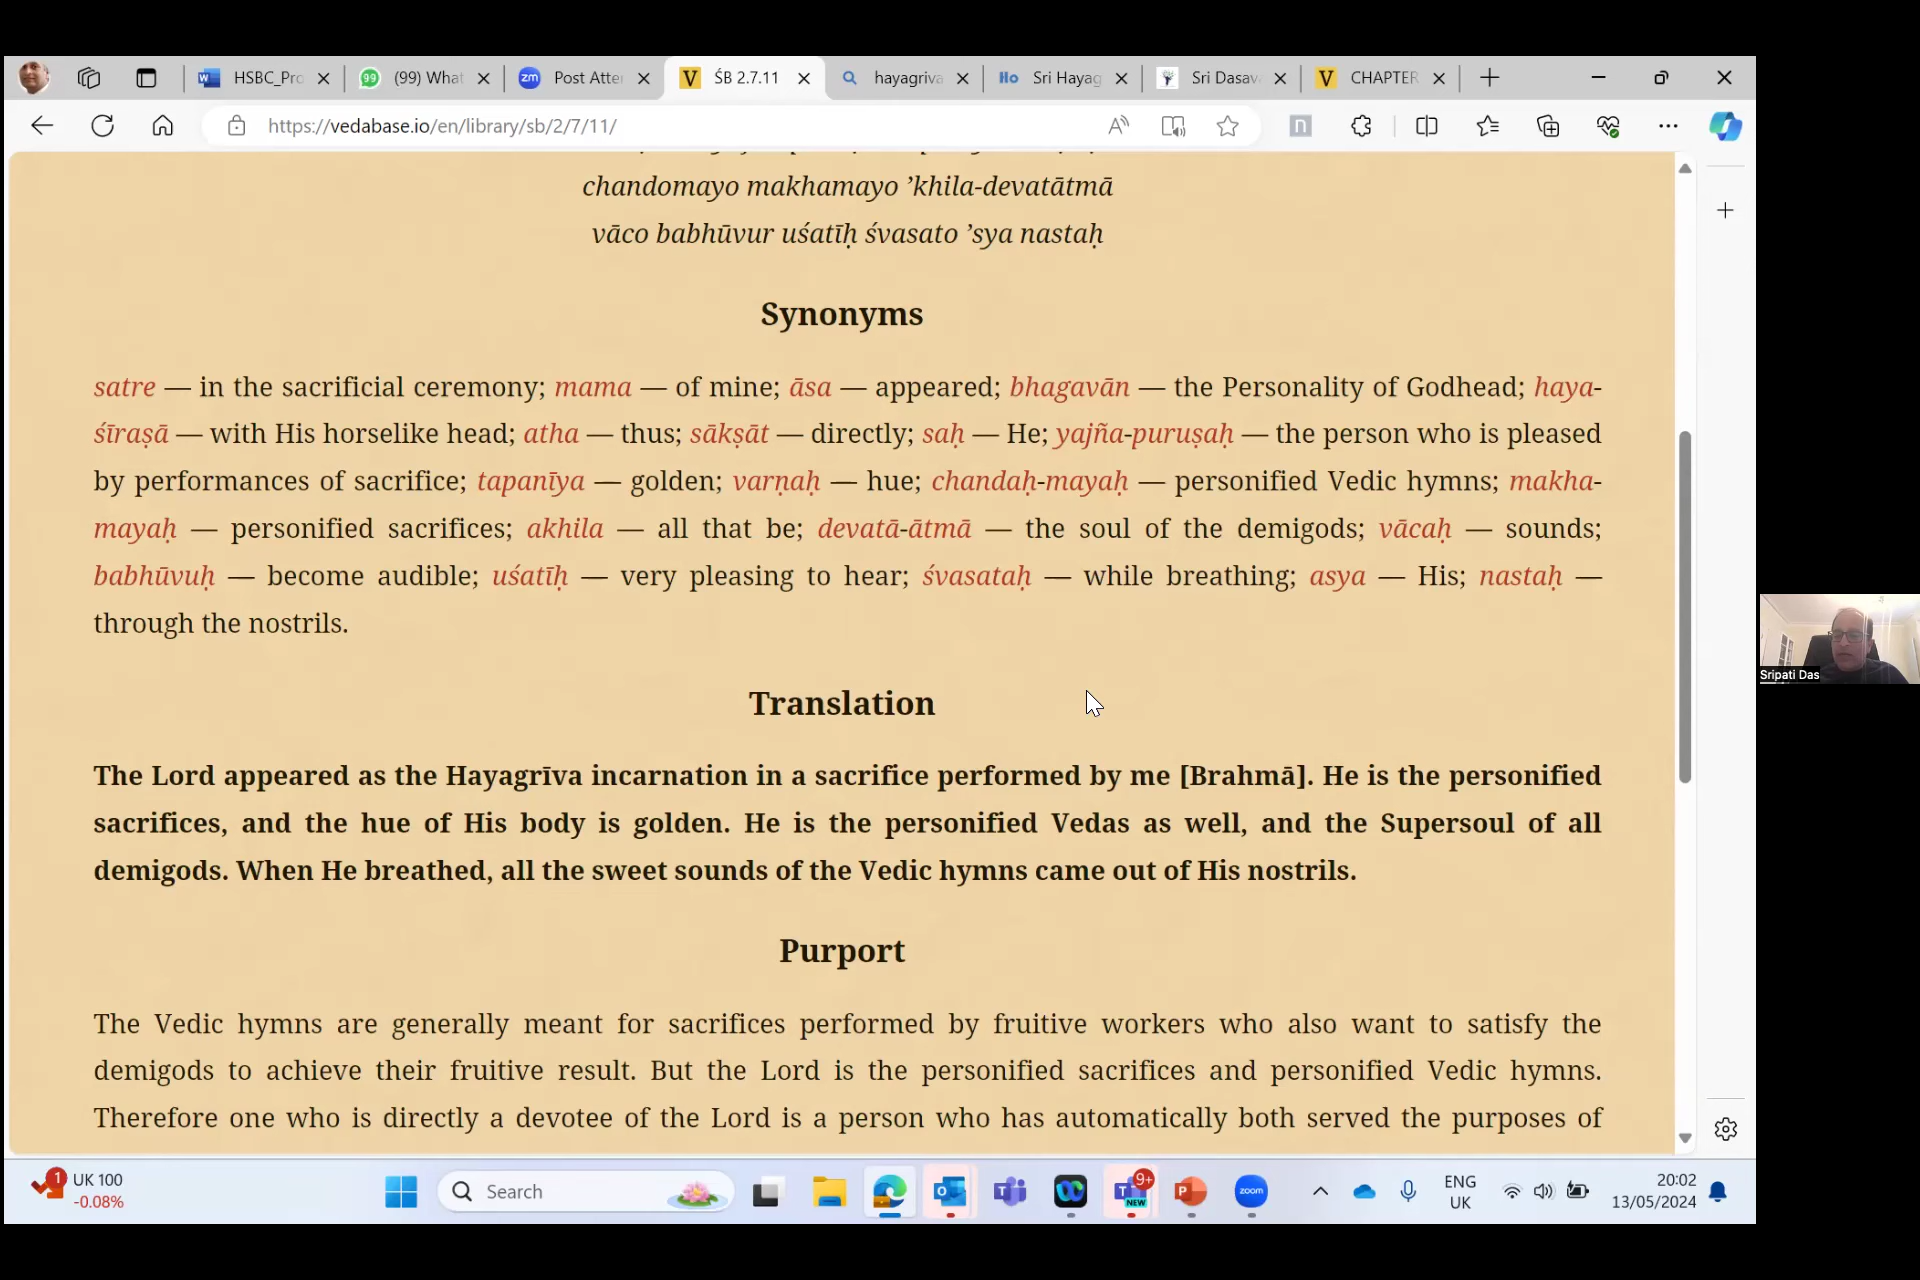 HSBC_Pro
(99) What
Post Atte
ŚB 2.7.11
hayagriva
Sri Hayag
Sri Dasav
CHAPTER
https://vedabase.io/en/library/sb/2/7/11/
chandomayo makhamayo ’khila-devatātmā
vāco babhūvur uśatīḥ śvasato ’sya nastaḥ
Synonyms
satre — in the sacrificial ceremony; mama — of mine; āsa — appeared; bhagavān — the Personality of Godhead; haya-
śīraṣā — with His horselike head; atha — thus; sākṣāt — directly; saḥ — He; yajña-puruṣaḥ — the person who is pleased
by performances of sacrifice; tapanīya — golden; varṇaḥ — hue; chandaḥ-mayaḥ — personified Vedic hymns; makha-
mayaḥ — personified sacrifices; akhila — all that be; devatā-ātmā — the soul of the demigods; vācaḥ — sounds;
babhūvuḥ — become audible; uśatīḥ — very pleasing to hear; śvasataḥ — while breathing; asya — His; nastaḥ —
through the nostrils.
Sripati Das
Translation
The Lord appeared as the Hayagrīva incarnation in a sacrifice performed by me [Brahmā]. He is the personified
sacrifices, and the hue of His body is golden. He is the personified Vedas as well, and the Supersoul of all
demigods. When He breathed, all the sweet sounds of the Vedic hymns came out of His nostrils.
Purport
The Vedic hymns are generally meant for sacrifices performed by fruitive workers who also want to satisfy the
demigods to achieve their fruitive result. But the Lord is the personified sacrifices and personified Vedic hymns.
Therefore one who is directly a devotee of the Lord is a person who has automatically both served the purposes of
1
UK 100
-0.08%
Search
9+
NEW
zoom
ENG
UK
20:02
13/05/2024